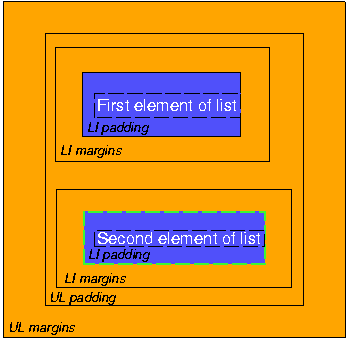 First element of list
LI padding
LI margins
Second element of list
LI padding
LI margins
UL padding
UL margins